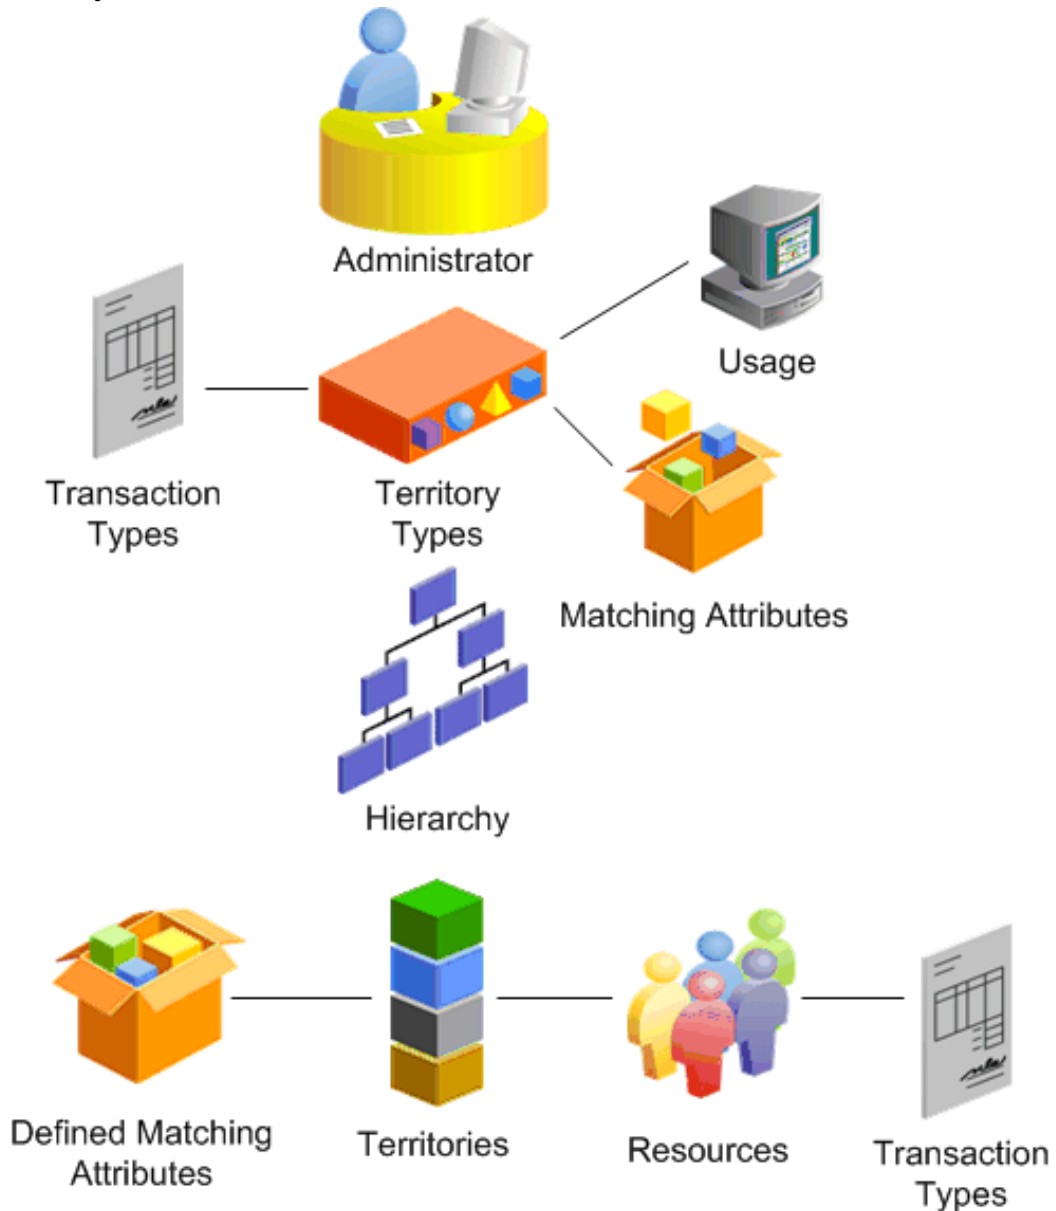 Administrator
Usage
Transaction
Types
Territory
Types
Matching Attributes
Hierarchy
Defined Matching
Attributes
Territories
Resources
Transaction
Types